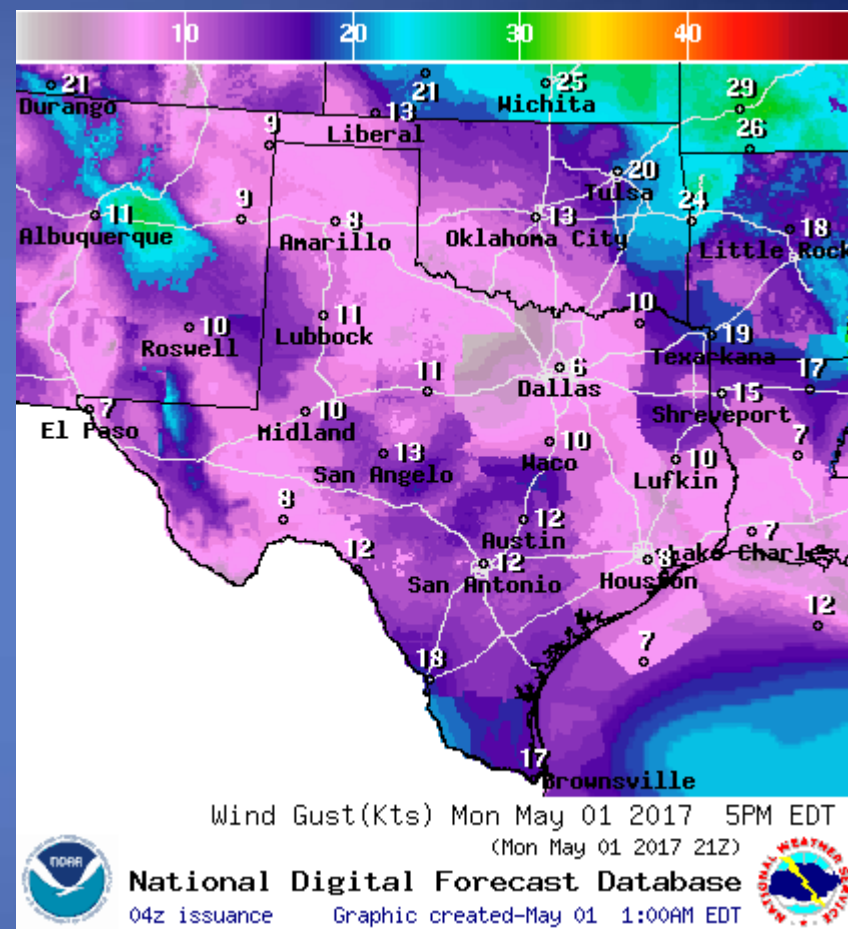 10 20 30 40
21 Durango
21
25 Wichita
29
13 Liberal
9
26
20 Tulsa
11 Albuquerque
9
8 Amarillo
13 Oklahoma City
24
18 Little Rock
10 Roswell
11 Lubbock
10
19 Texarkana
6 Dallas
11
15 Shreveport
17
7 El Paso
10 Midland
13 San Angelo
10 Waco
10 Lufkin
7
8
12 Austin
7 Lake Charles
12
12 San Antonio
8 Houston
12
7
18
17 Brownsville
Wind Gust(Kts) Mon May 01 2017 5PM EDT
(Mon May 01 2017 21Z)
NOAA
National Digital Forecast Database
NATIONAL WEATHER SERVICE
04z issuance Graphic created-May 01 1:00AM EDT